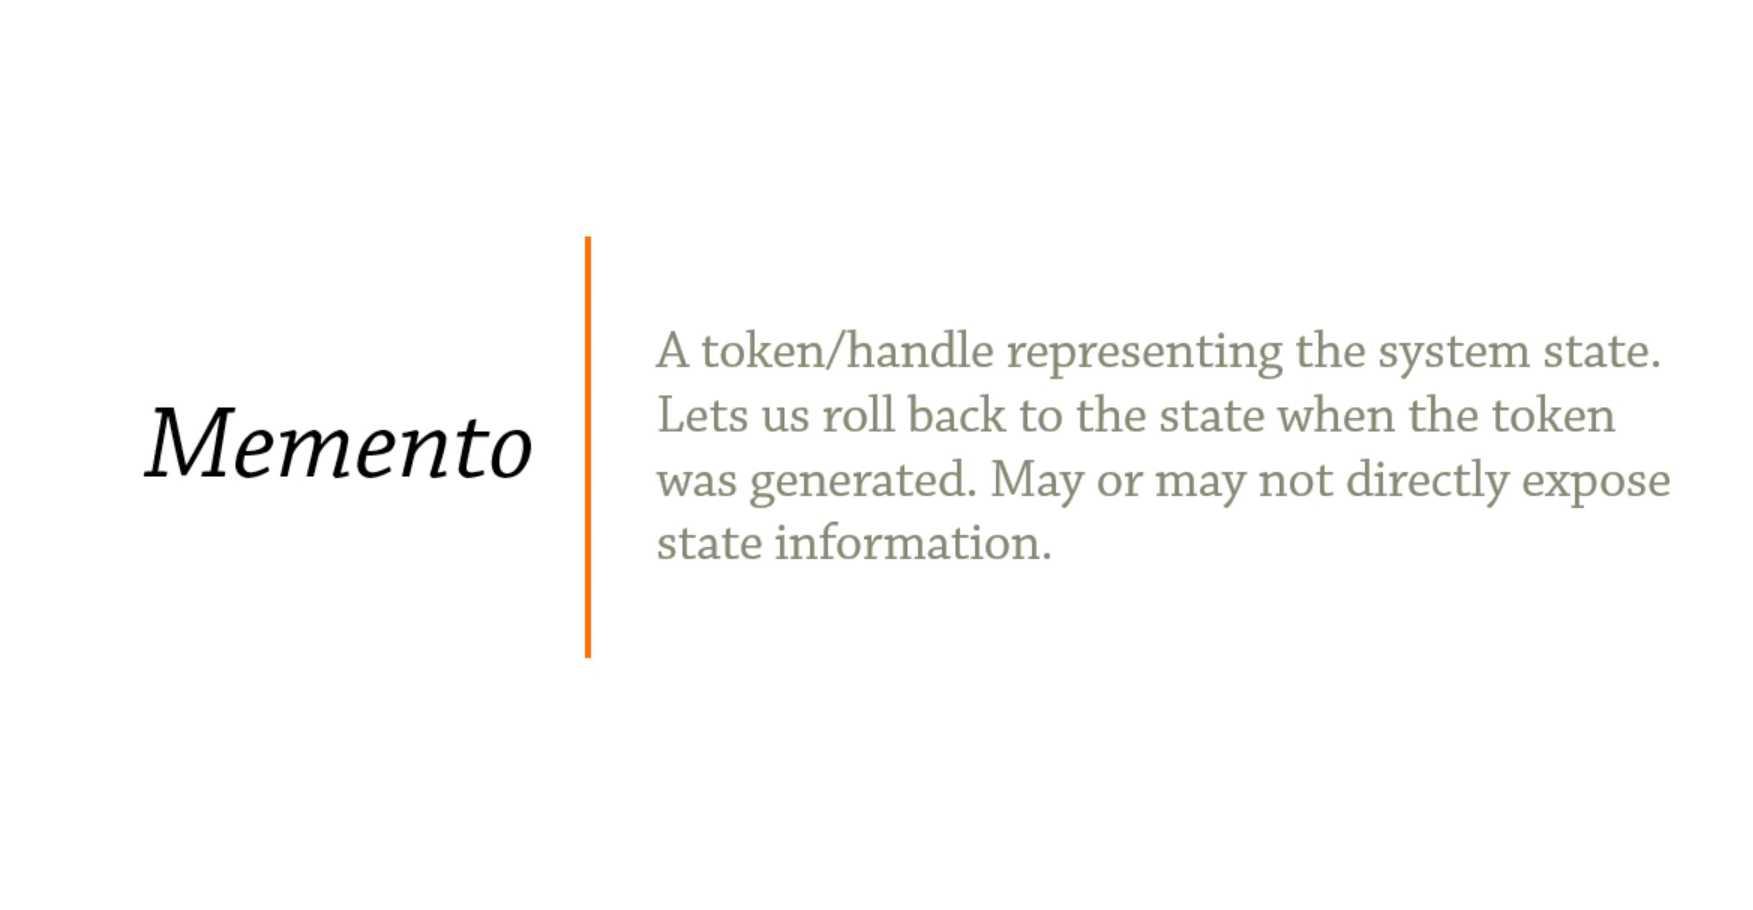 Memento
A token/handle representing the system state.
Lets us roll back to the state when the token
was generated. May or may not directly expose
state information.